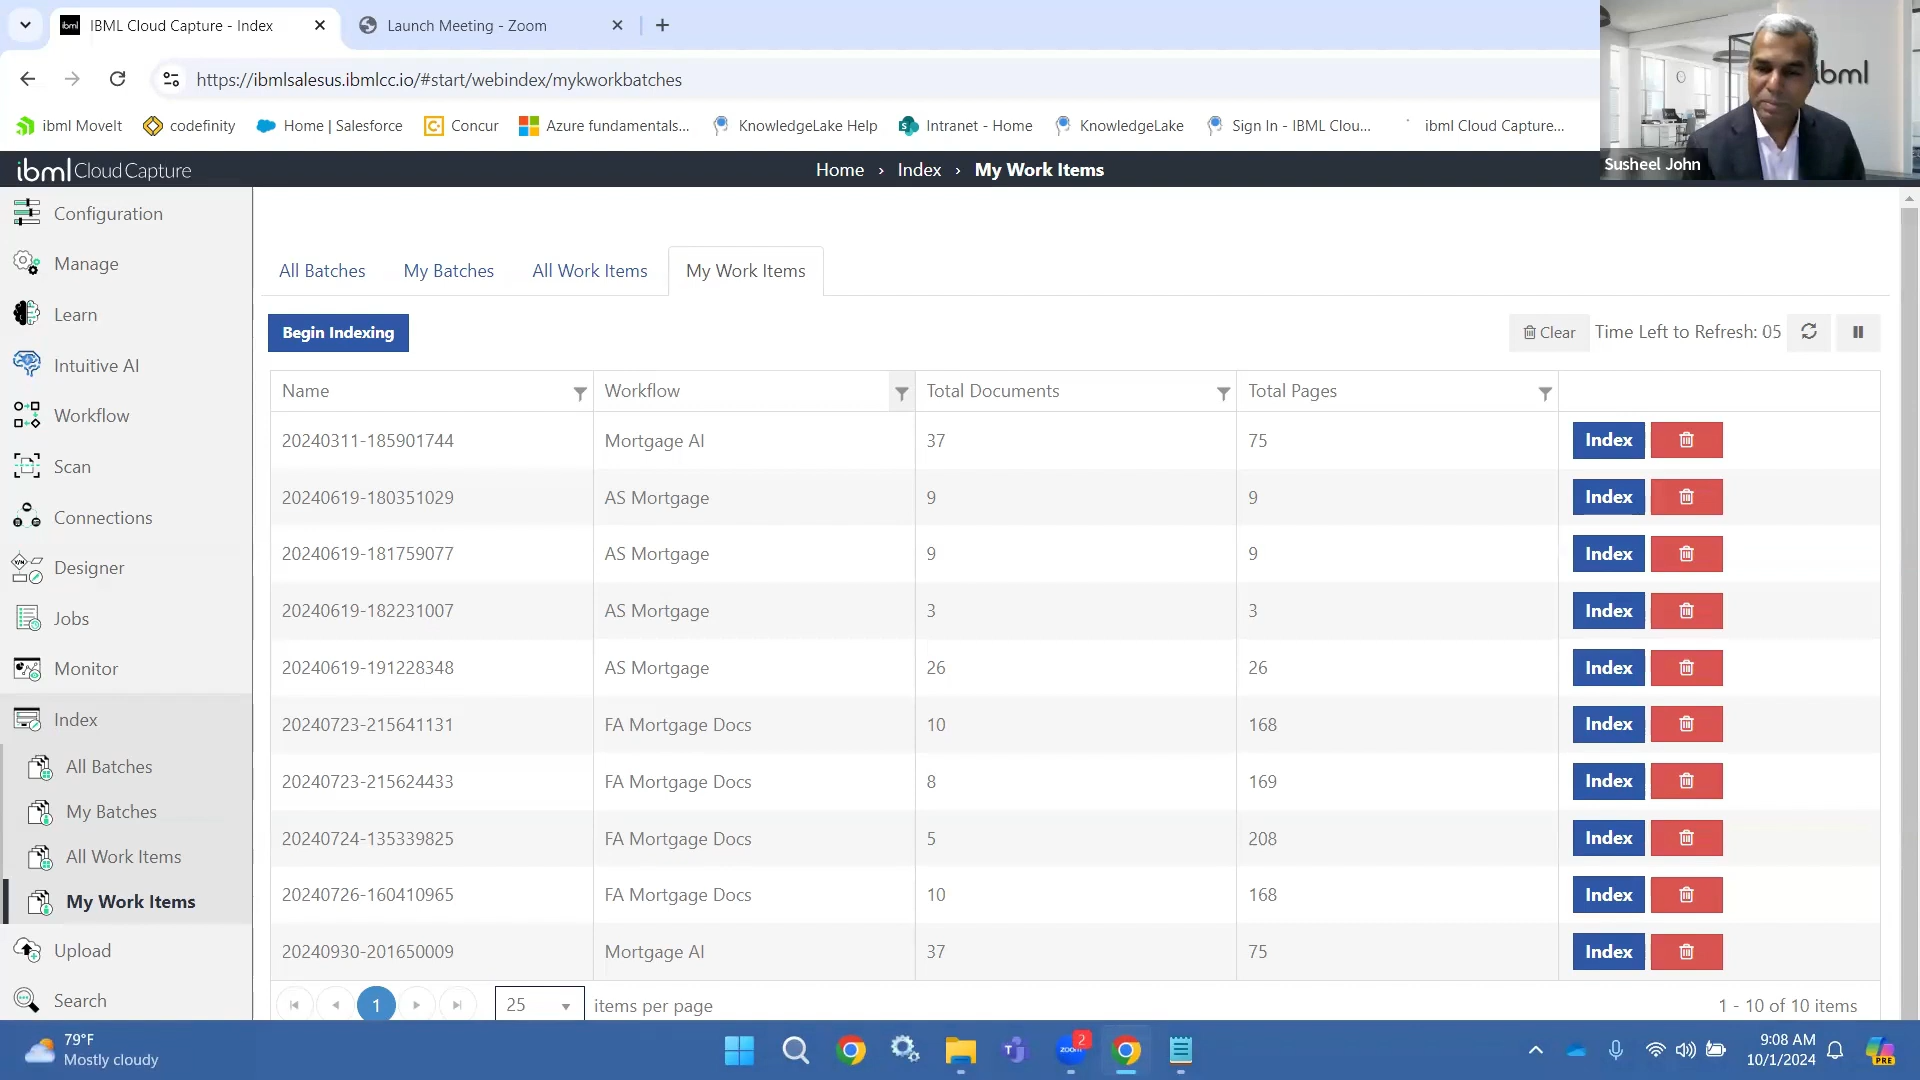 IBML Cloud Capture - Index
Launch Meeting - Zoom
https://ibmlsalesus.ibmlcc.io/#start/webindex/mykworkbatches
ibml MoveIt
codefinity
Home | Salesforce
Concur
Azure fundamentals...
KnowledgeLake Help
Intranet - Home
KnowledgeLake
Sign In - IBML Clou...
ibml Cloud Capture...
ibml
Susheel John
ibml Cloud Capture
Home › Index › My Work Items
Configuration
Manage
Learn
Intuitive AI
Workflow
Scan
Connections
Designer
Jobs
Monitor
Index
All Batches
My Batches
All Work Items
My Work Items
Upload
Search
All Batches My Batches All Work Items My Work Items
Begin Indexing
Clear Time Left to Refresh: 05
Name Workflow Total Documents Total Pages
20240311-185901744 Mortgage AI 37 75 Index
20240619-180351029 AS Mortgage 9 9 Index
20240619-181759077 AS Mortgage 9 9 Index
20240619-182231007 AS Mortgage 3 3 Index
20240619-191228348 AS Mortgage 26 26 Index
20240723-215641131 FA Mortgage Docs 10 168 Index
20240723-215624433 FA Mortgage Docs 8 169 Index
20240724-135339825 FA Mortgage Docs 5 208 Index
20240726-160410965 FA Mortgage Docs 10 168 Index
20240930-201650009 Mortgage AI 37 75 Index
1 25 items per page 1 - 10 of 10 items
79°F
Mostly cloudy
zoom
2
9:08 AM
10/1/2024
PRE